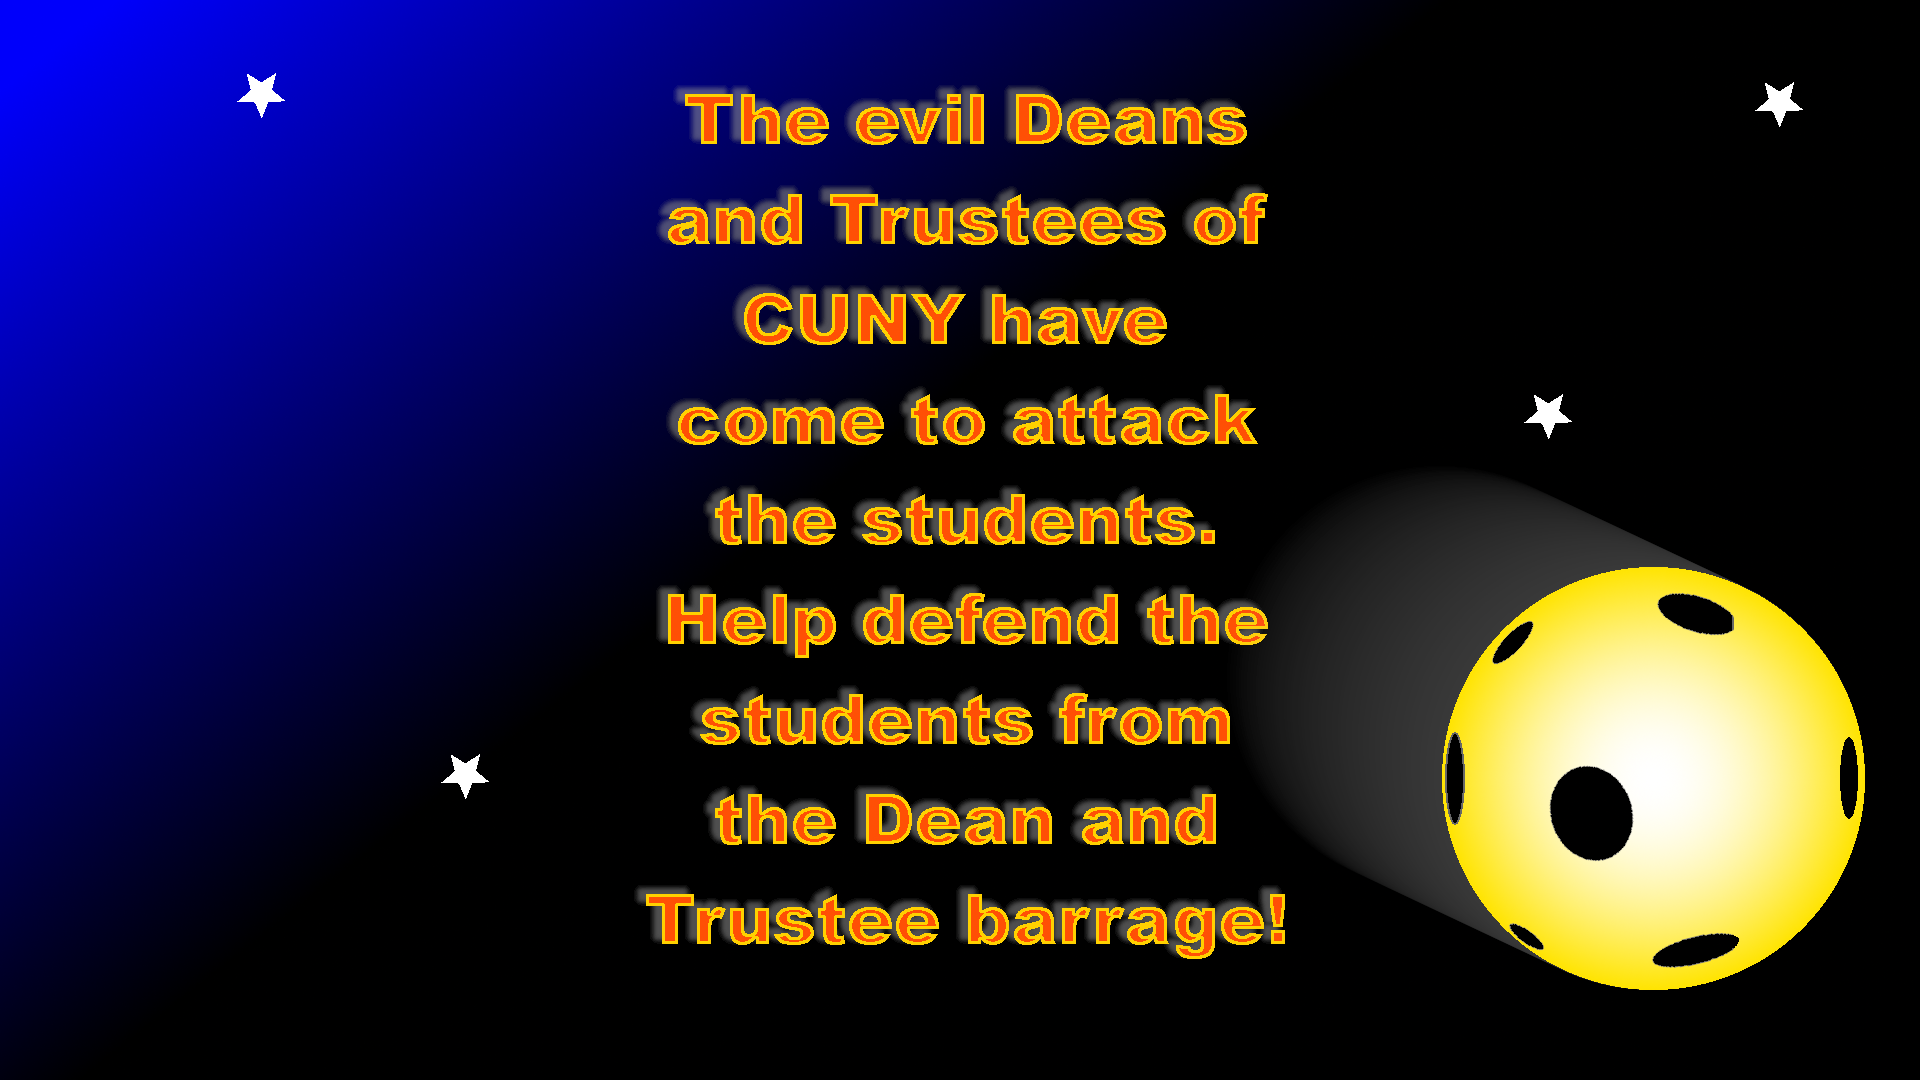 The evil Deans
and Trustees of
CUNY have
come to attack
the students.
Help defend the
students from
the Dean and
Trustee barrage!